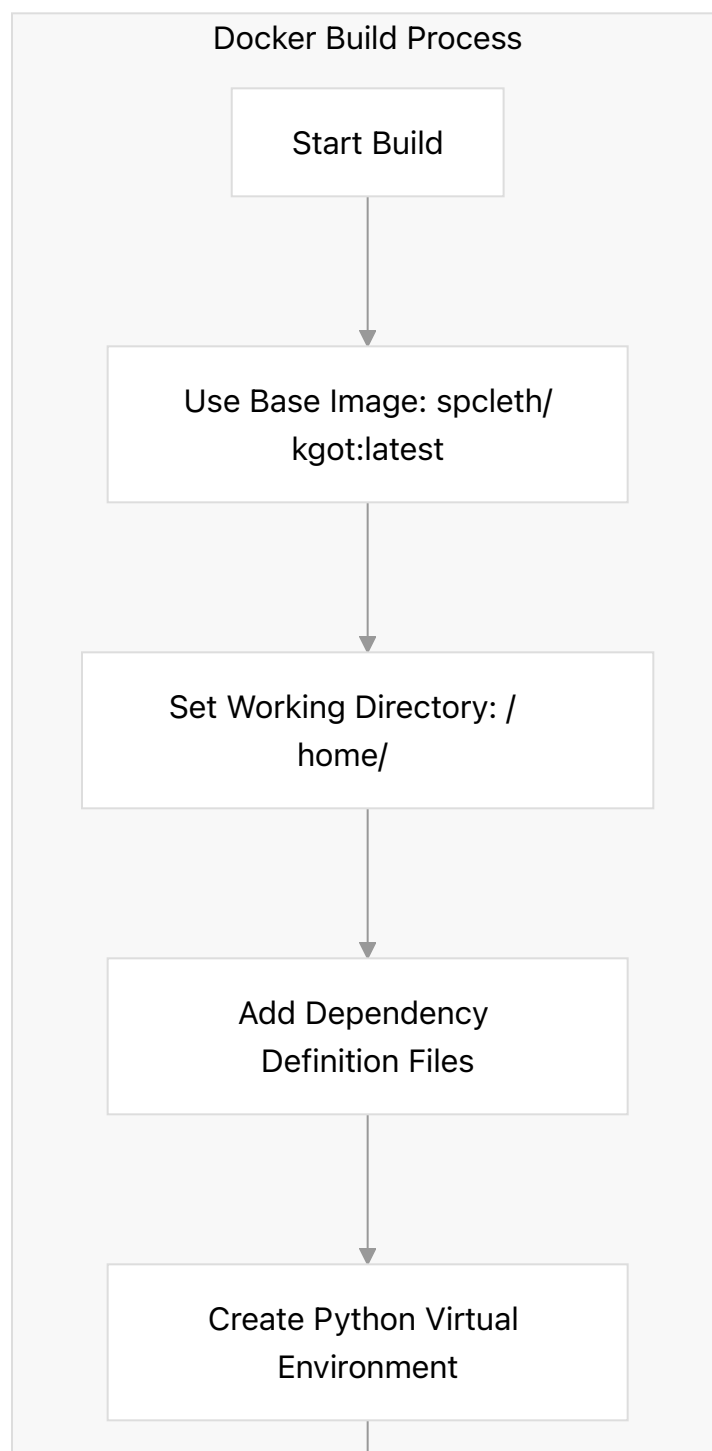 Docker Build Process
Start Build
Use Base Image: spcleth/
kgot:latest
Set Working Directory: /
home/
Add Dependency
Definition Files
Create Python Virtual
Environment